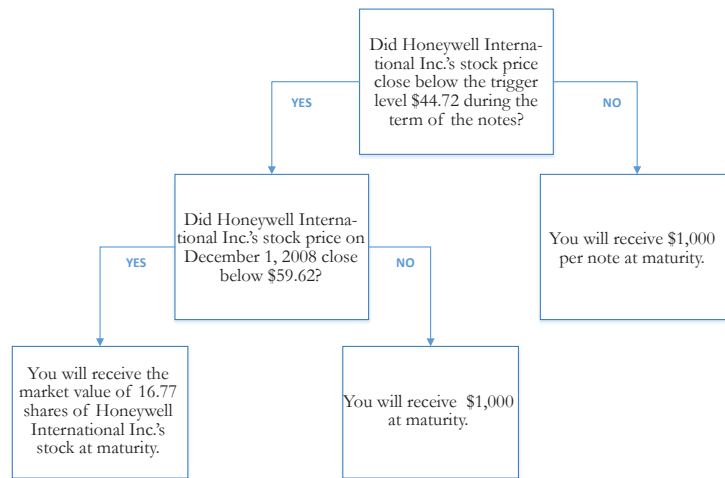 Did Honeywell Interna-
tional Inc.'s stock price
close below the trigger
level $44.72 during the
term of the notes?
YES
NO
Did Honeywell Interna-
tional Inc.'s stock price on
December 1, 2008 close
below $59.62?
You will receive $1,000
per note at maturity.
YES
NO
You will receive the
market value of 16.77
shares of Honeywell
International Inc.'s
stock at maturity.
You will receive $1,000
at maturity.